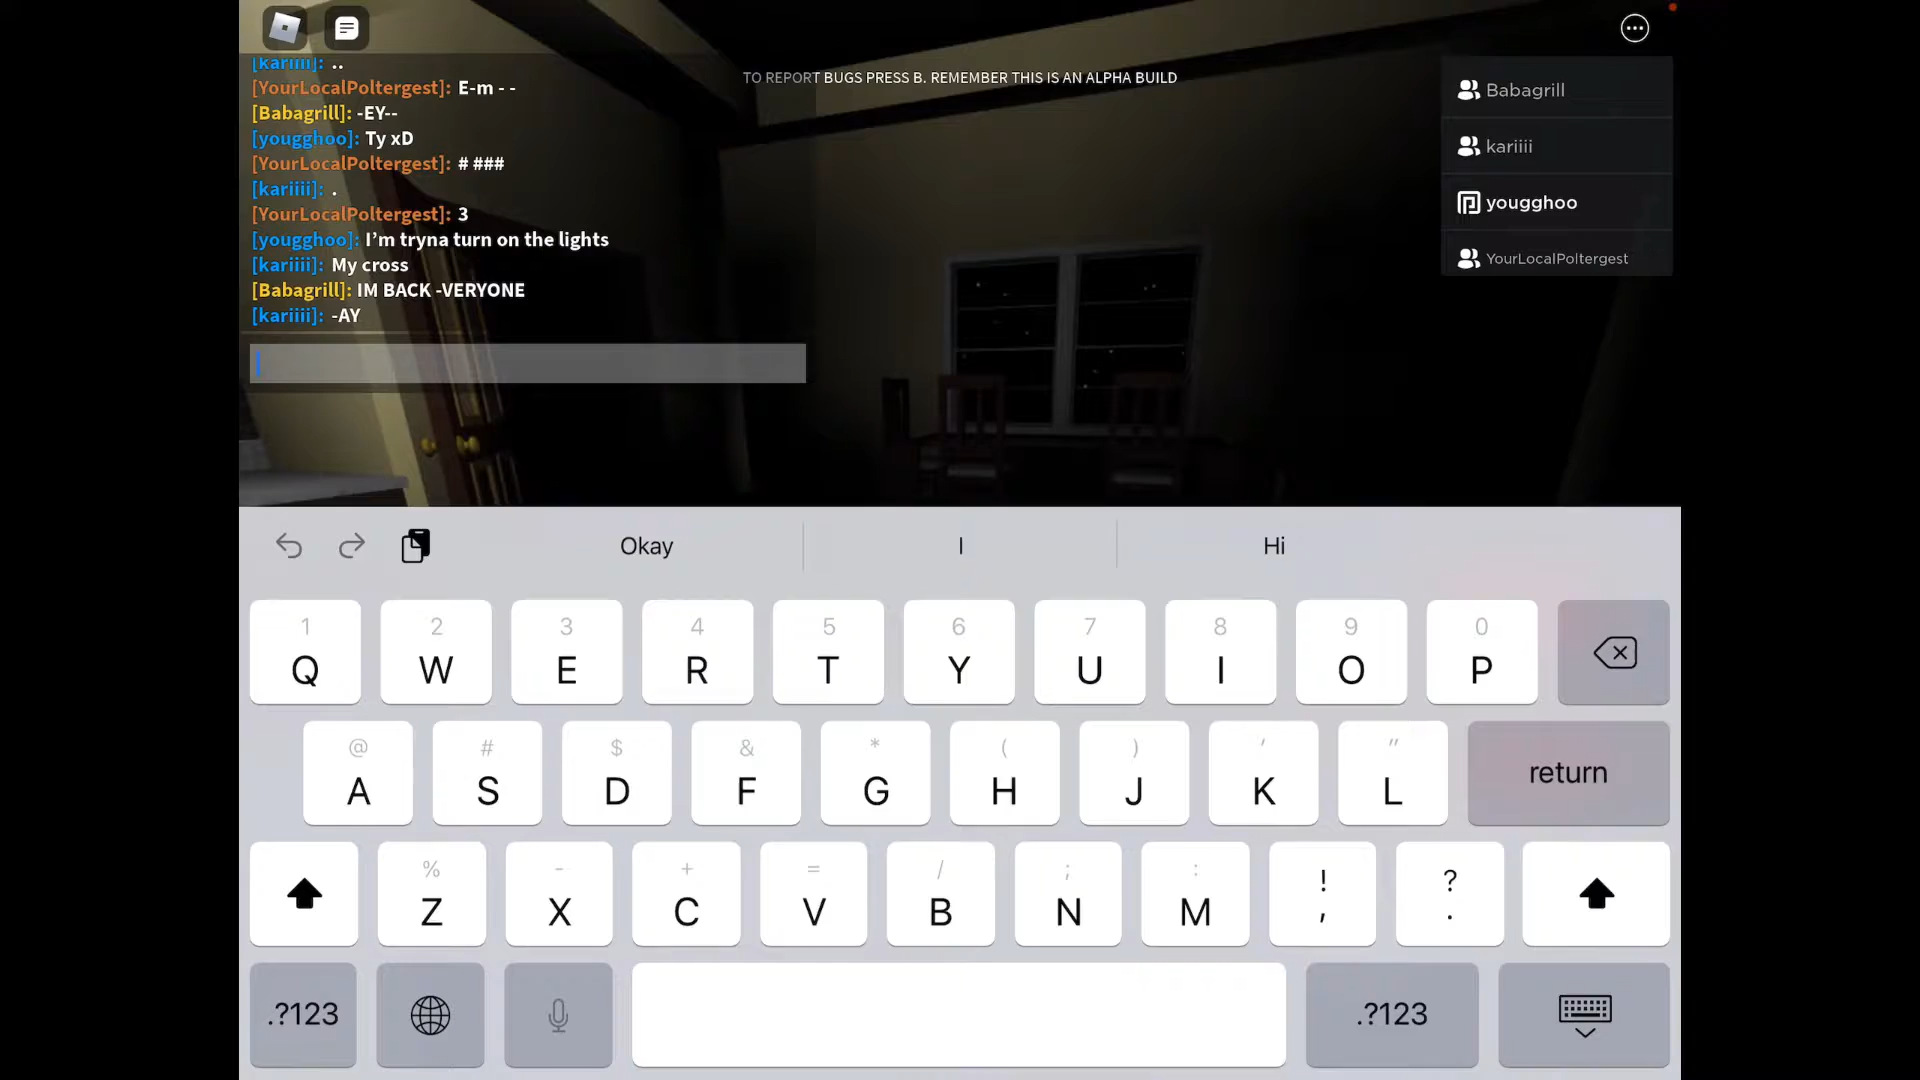 [kariiii]: ..
[YourLocalPoltergest]: E-m - -
[Babagrill]: -EY--
[yougghoo]: Ty xD
[YourLocalPoltergest]: # ###
[kariiii]: .
[YourLocalPoltergest]: 3
[yougghoo]: I’m tryna turn on the lights
[kariiii]: My cross
[Babagrill]: IM BACK -VERYONE
[kariiii]: -AY
TO REPORT BUGS PRESS B. REMEMBER THIS IS AN ALPHA BUILD
Babagrill
kariiii
yougghoo
YourLocalPoltergest
Okay I Hi
1 2 3 4 5 6 7 8 9 0
Q W E R T Y U I O P
@ # $ & * ( ) ' "
A S D F G H J K L return
% - + = / ; : ! ?
Z X C V B N M , .
.?123 .?123